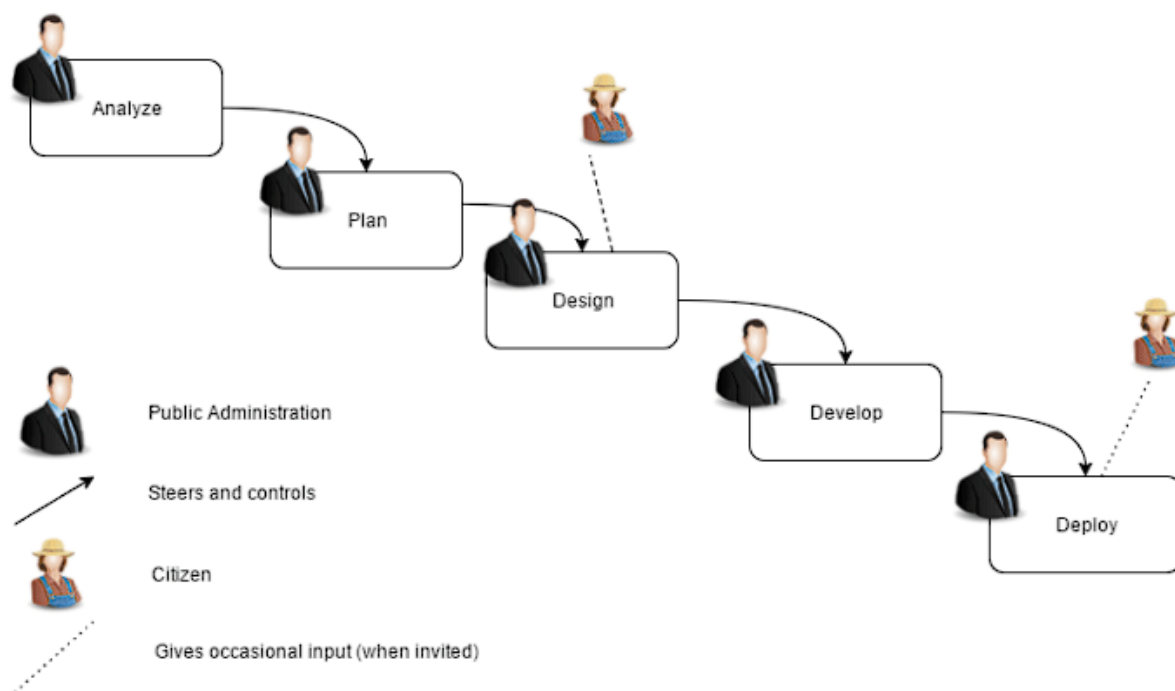 Analyze
Plan
Design
Develop
Deploy
Public Administration
Steers and controls
Citizen
Gives occasional input (when invited)